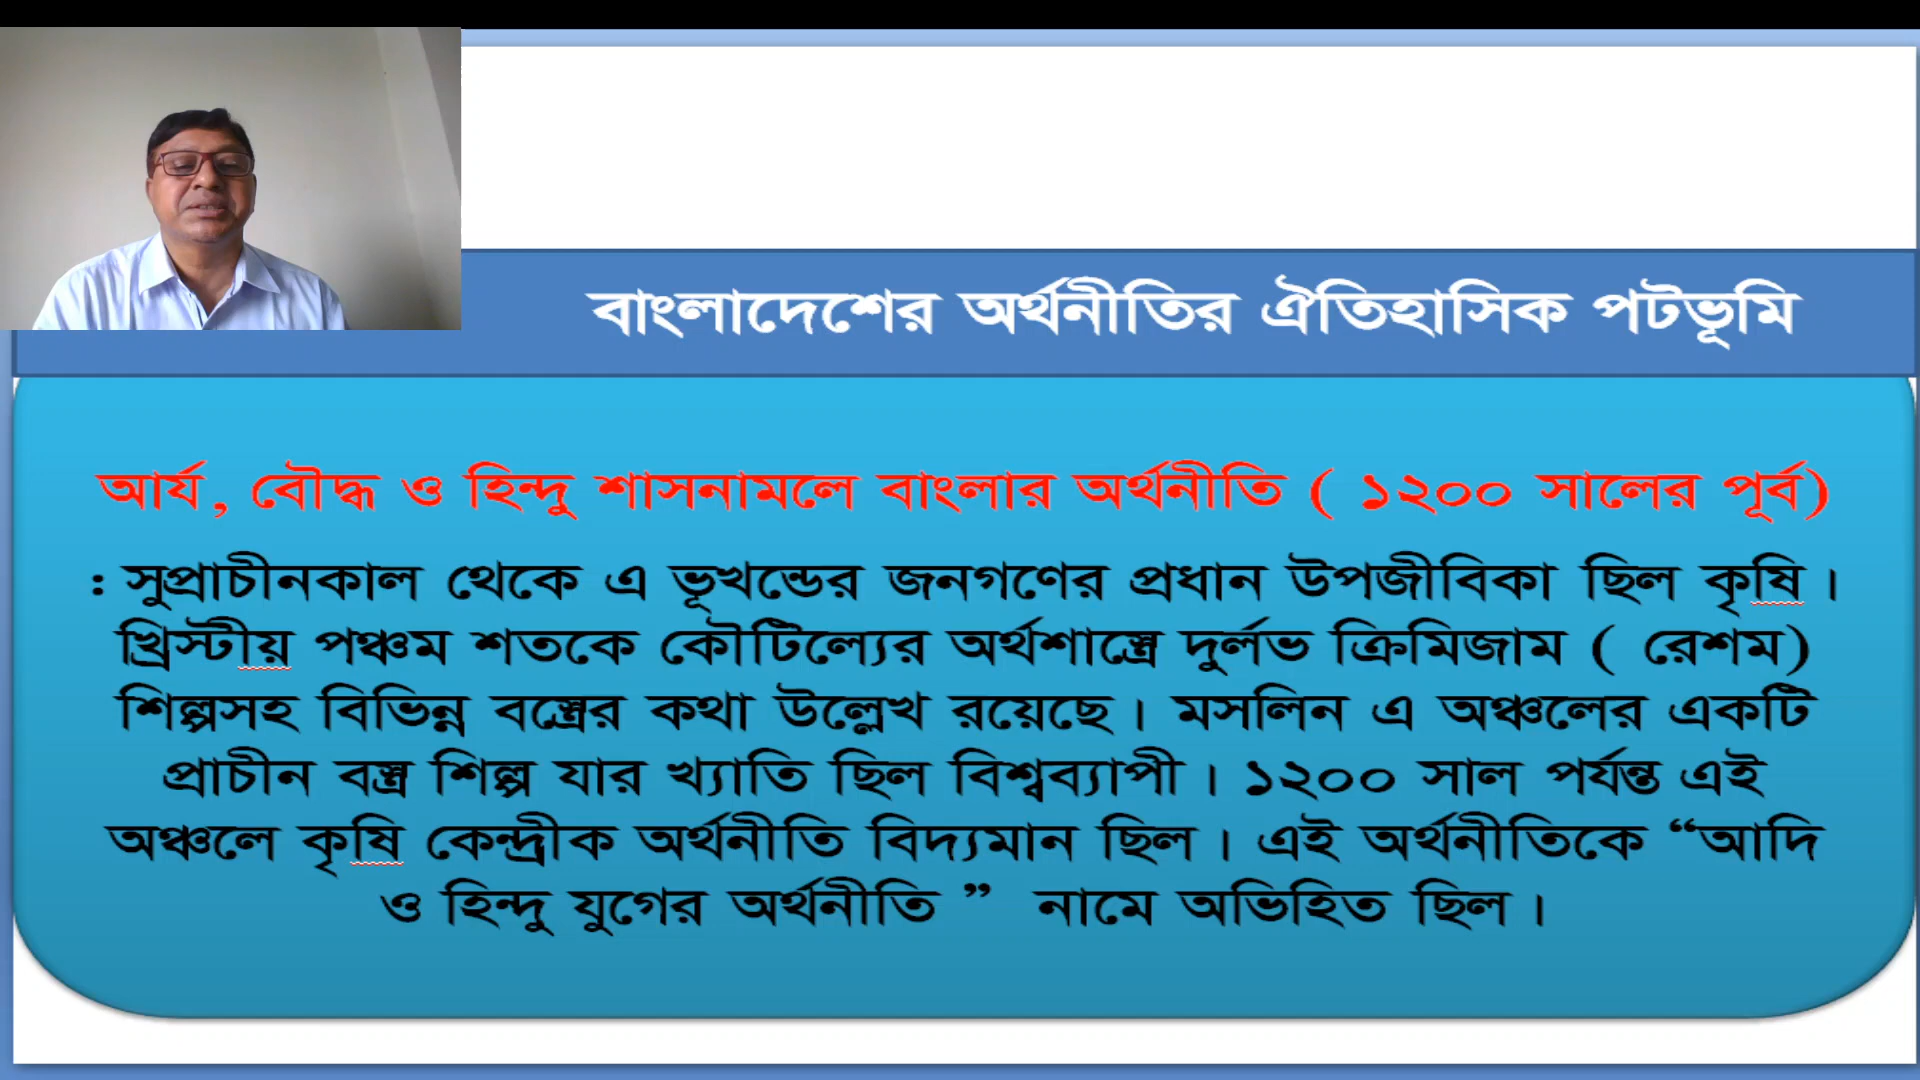 বাংলাদেশের অর্থনীতির ঐতিহাসিক পটভূমি
আর্য, বৌদ্ধ ও হিন্দু শাসনামলে বাংলার অর্থনীতি ( ১২০০ সালের পূর্ব)
: সুপ্রাচীনকাল থেকে এ ভূখন্ডের জনগণের প্রধান উপজীবিকা ছিল কৃষি।
খ্রিস্টীয় পঞ্চম শতকে কৌটিল্যের অর্থশাস্ত্রে দুর্লভ ক্রিমিজাম ( রেশম)
শিল্পসহ বিভিন্ন বস্ত্রের কথা উল্লেখ রয়েছে। মসলিন এ অঞ্চলের একটি
প্রাচীন বস্ত্র শিল্প যার খ্যাতি ছিল বিশ্বব্যাপী। ১২০০ সাল পর্যন্ত এই
অঞ্চলে কৃষি কেন্দ্রীক অর্থনীতি বিদ্যমান ছিল। এই অর্থনীতিকে “আদি
ও হিন্দু যুগের অর্থনীতি ” নামে অভিহিত ছিল।